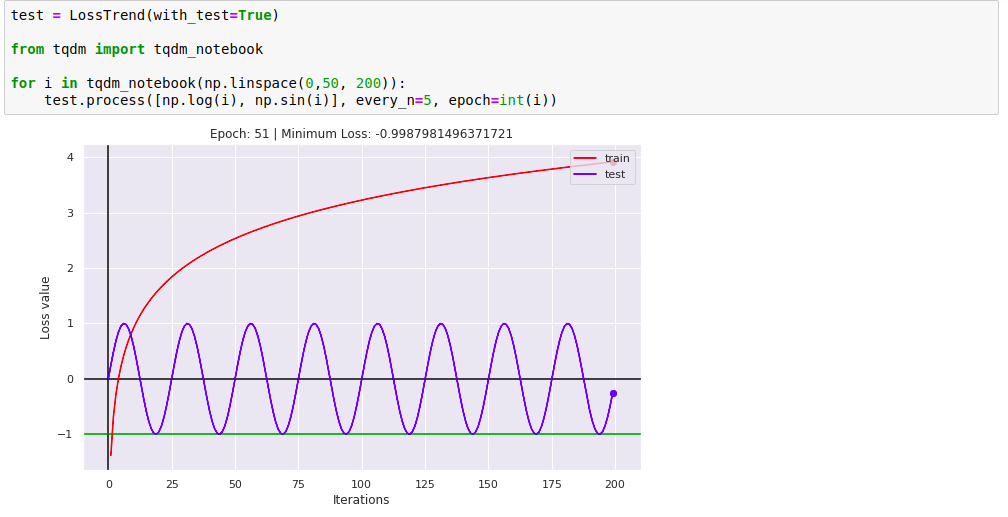 test = LossTrend(with_test=True)
from tqdm import tqdm_notebook
for i in tqdm_notebook(np.linspace(0,50, 200)):
    test.process([np.log(i), np.sin(i)], every_n=5, epoch=int(i))
Epoch: 51 | Minimum Loss: -0.9987981496371721
train
test
4
3
2
1
0
−1
Loss value
0 25 50 75 100 125 150 175 200
Iterations